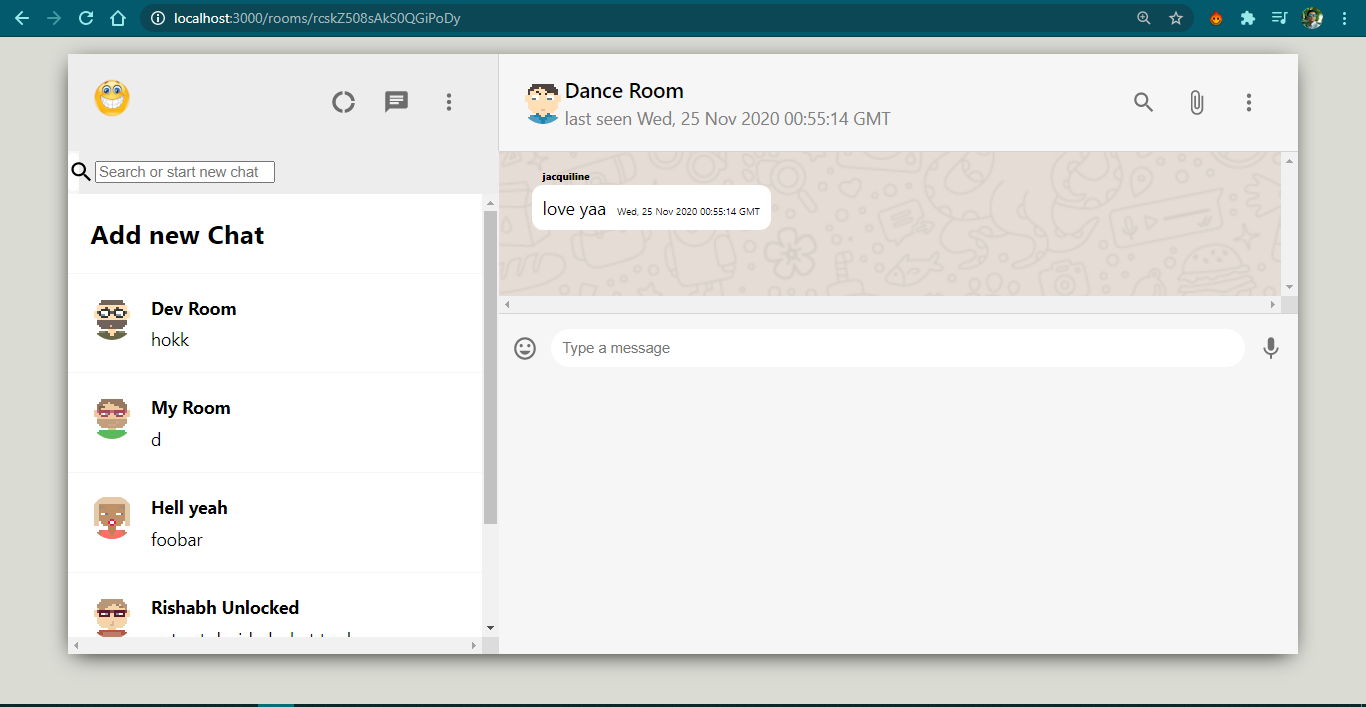 localhost:3000/rooms/rcskZ508sAkS0QGiPoDy
Dance Room
last seen Wed, 25 Nov 2020 00:55:14 GMT
Search or start new chat
Add new Chat
Dev Room
hokk
My Room
d
Hell yeah
foobar
Rishabh Unlocked
jacquiline
love yaa Wed, 25 Nov 2020 00:55:14 GMT
Type a message